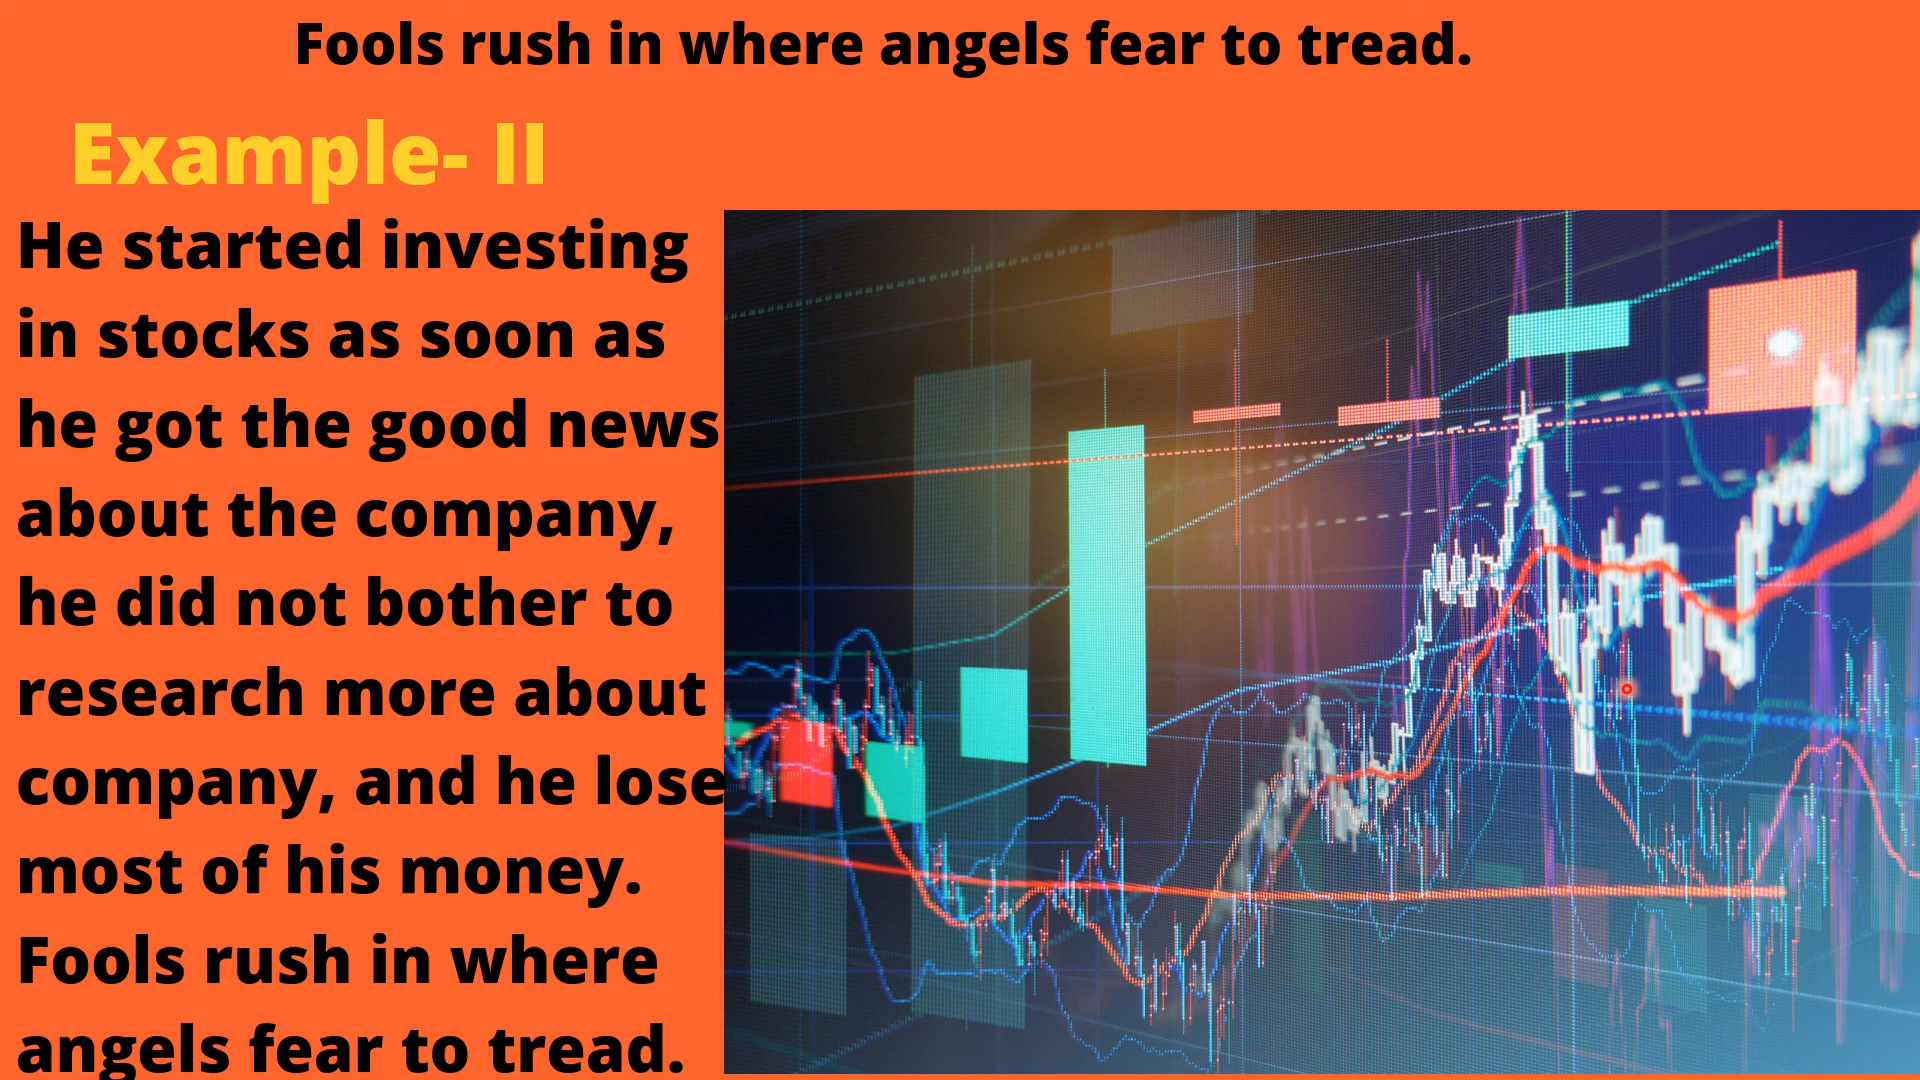 Fools rush in where angels fear to tread.
Example- II
He started investing
in stocks as soon as
he got the good news
about the company,
he did not bother to
research more about
company, and he lose
most of his money.
Fools rush in where
angels fear to tread.